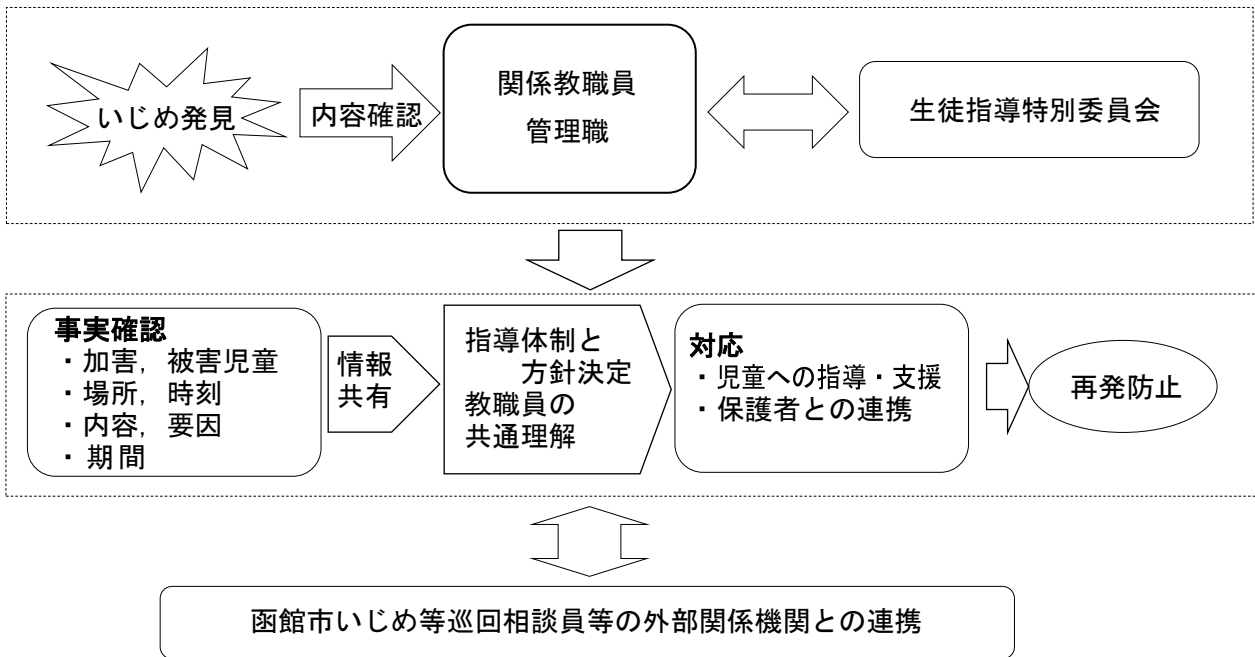 いじめ発見
内容確認
関係教職員
管理職
生徒指導特別委員会
事実確認
・加害，被害児童
・場所，時刻
・内容，要因
・期間
情報
共有
指導体制と
方針決定
教職員の
共通理解
対応
・児童への指導・支援
・保護者との連携
再発防止
函館市いじめ等巡回相談員等の外部関係機関との連携